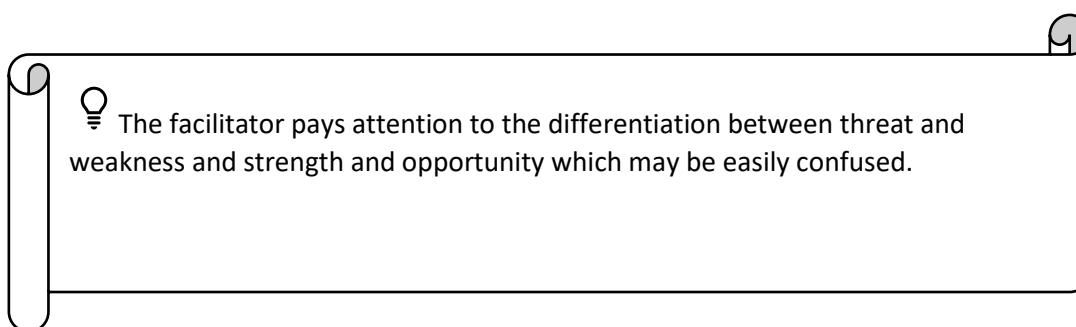 The facilitator pays attention to the differentiation between threat and
weakness and strength and opportunity which may be easily confused.